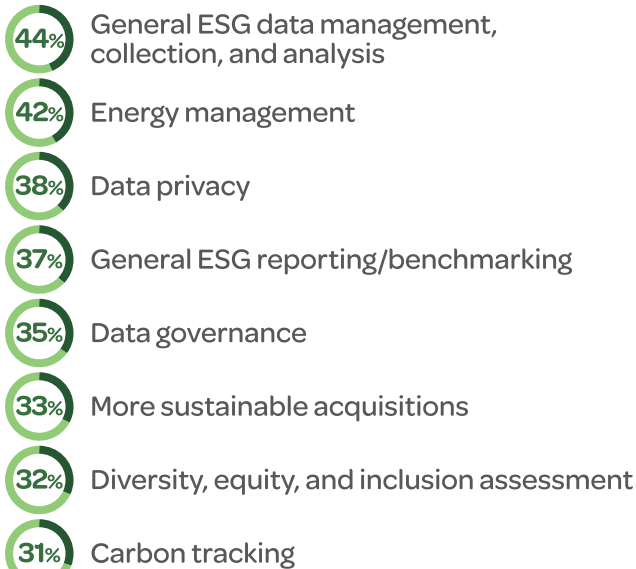 44% General ESG data management,
collection, and analysis
42% Energy management
38% Data privacy
37% General ESG reporting/benchmarking
35% Data governance
33% More sustainable acquisitions
32% Diversity, equity, and inclusion assessment
31% Carbon tracking